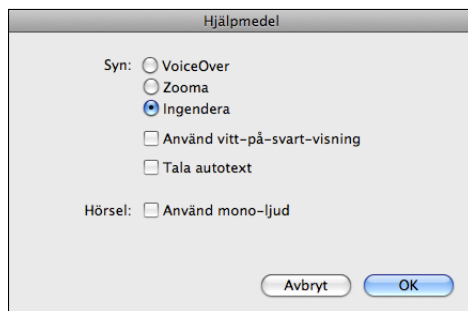 Hjälpmedel
Syn: VoiceOver
Zooma
Ingendera
Använd vitt-på-svart-visning
Tala autotext
Hörsel: Använd mono-ljud
Avbryt OK